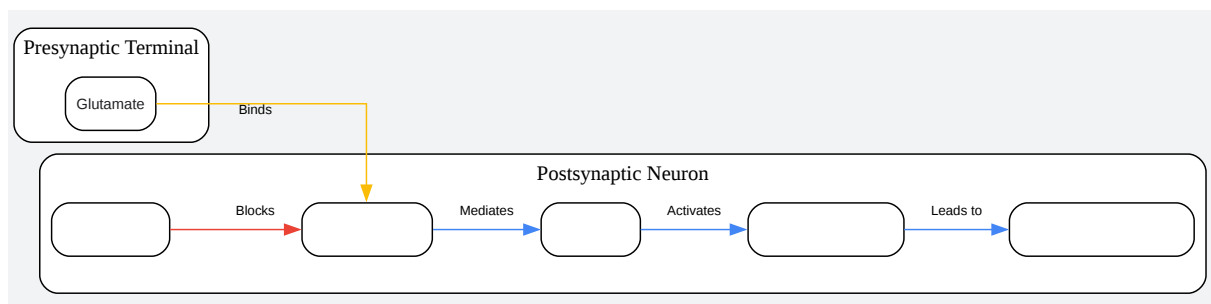 Presynaptic Terminal
Glutamate
Binds
Postsynaptic Neuron
Blocks
Mediates
Activates
Leads to